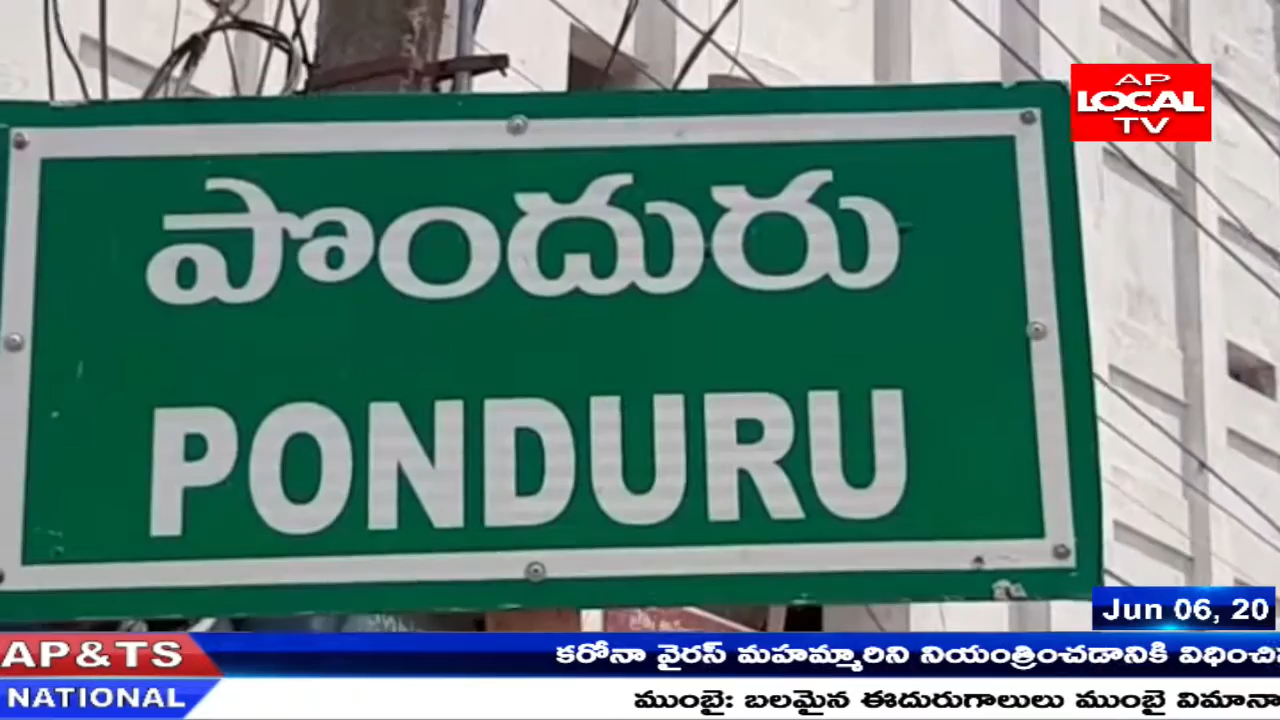 AP
LOCAL
TV
పొందురు
PONDURU
Jun 06, 20
AP&TS
కరోనా వైరస్ మహమ్మారిని నియంత్రించడానికి
NATIONAL
ముంబై: బలమైన ఈదురుగాలులు ముంబై